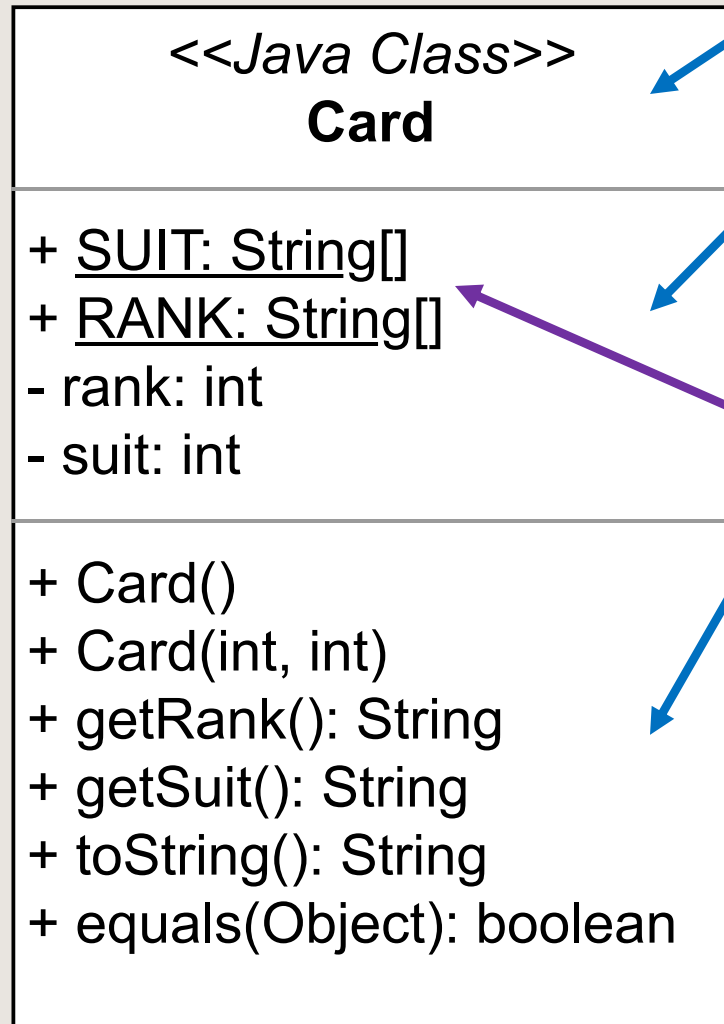 <<Java Class>>
Card
+ SUIT: String[]
+ RANK: String[]
- rank: int
- suit: int
+ Card()
+ Card(int, int)
+ getRank(): String
+ getSuit(): String
+ toString(): String
+ equals(Object): boolean